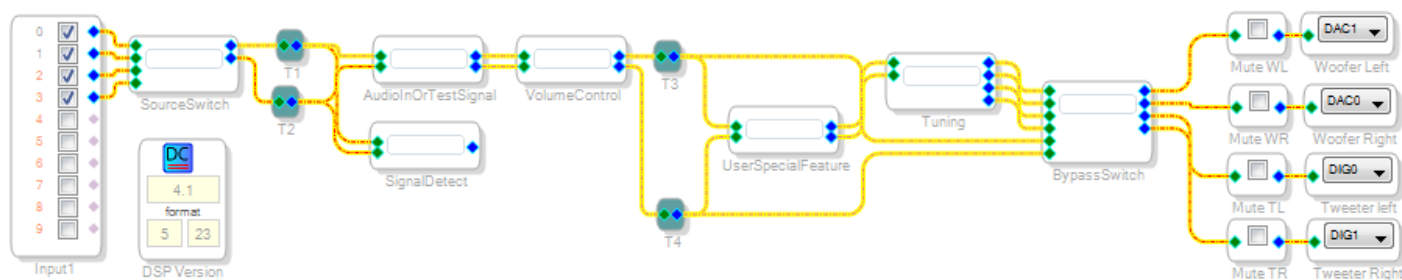 0
1
2
3
4
5
6
7
8
9
Input1
SourceSwitch
DC
4.1
format
5 23
DSP Version
T1
T2
AudioInOrTestSignal
SignalDetect
VolumeControl
T3
T4
UserSpecialFeature
Tuning
BypassSwitch
Mute WL
DAC1
Woofer Left
Mute WR
DAC0
Woofer Right
Mute TL
DIG0
Tweeter left
Mute TR
DIG1
Tweeter Right